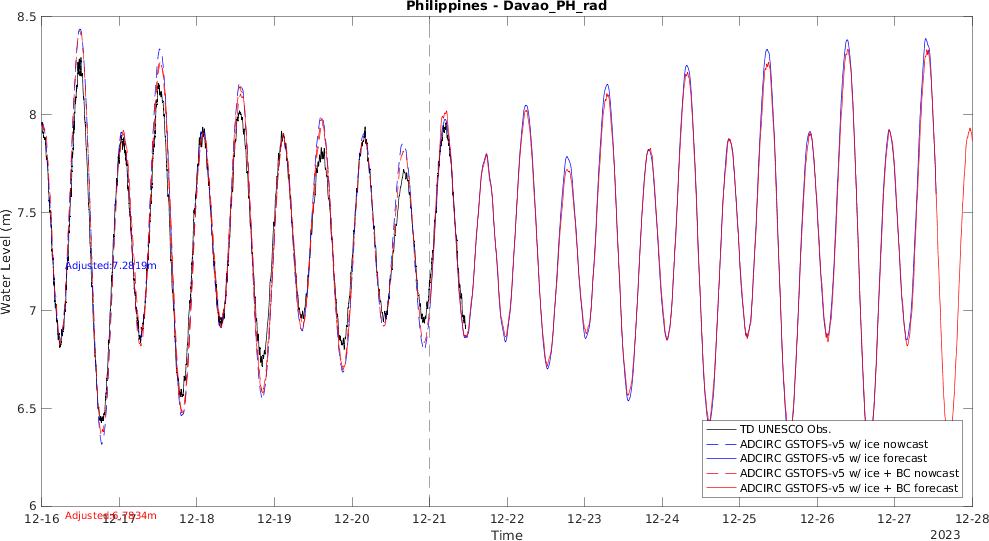 Philippines - Davao_PH_rad
8.5
8
7.5
7
6.5
6
Water Level (m)
Adjusted:7.2819m
Adjusted:6.7834m
TD UNESCO Obs.
ADCIRC GSTOFS-v5 w/ ice nowcast
ADCIRC GSTOFS-v5 w/ ice forecast
ADCIRC GSTOFS-v5 w/ ice + BC nowcast
ADCIRC GSTOFS-v5 w/ ice + BC forecast
12-16 12-17 12-18 12-19 12-20 12-21 12-22 12-23 12-24 12-25 12-26 12-27 12-28
Time
2023